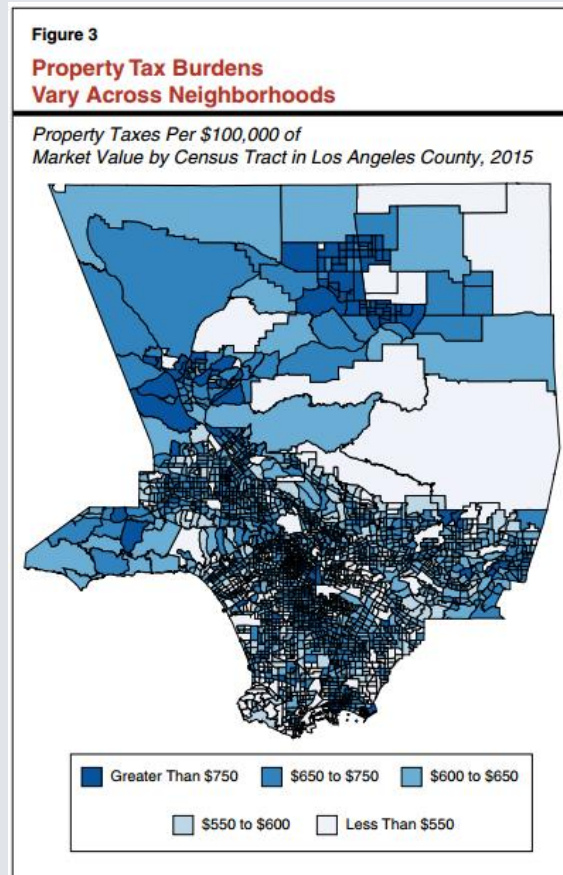 Figure 3
Property Tax Burdens
Vary Across Neighborhoods
Property Taxes Per $100,000 of
Market Value by Census Tract in Los Angeles County, 2015
Greater Than $750 $650 to $750 $600 to $650
$550 to $600 Less Than $550